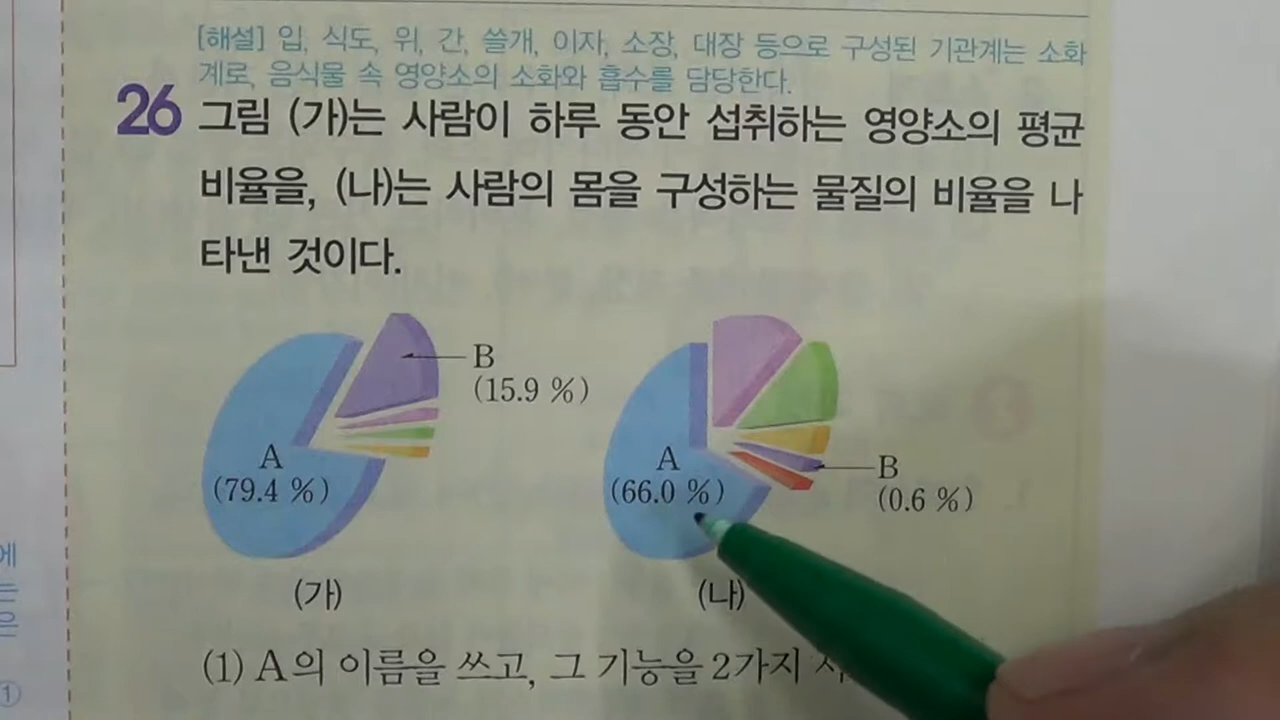 [해설] 입, 식도, 위, 간, 쓸개, 이자, 소장, 대장 등으로 구성된 기관계는 소화
계로, 음식물 속 영양소의 소화와 흡수를 담당한다.
26 그림 (가)는 사람이 하루 동안 섭취하는 영양소의 평균
비율을, (나)는 사람의 몸을 구성하는 물질의 비율을 나
타낸 것이다.
B
(15.9 %)
A
(79.4 %)
(가)
A
(66.0 %)
B
(0.6 %)
(나)
(1) A의 이름을 쓰고, 그 기능을 2가지
에
는
은
①